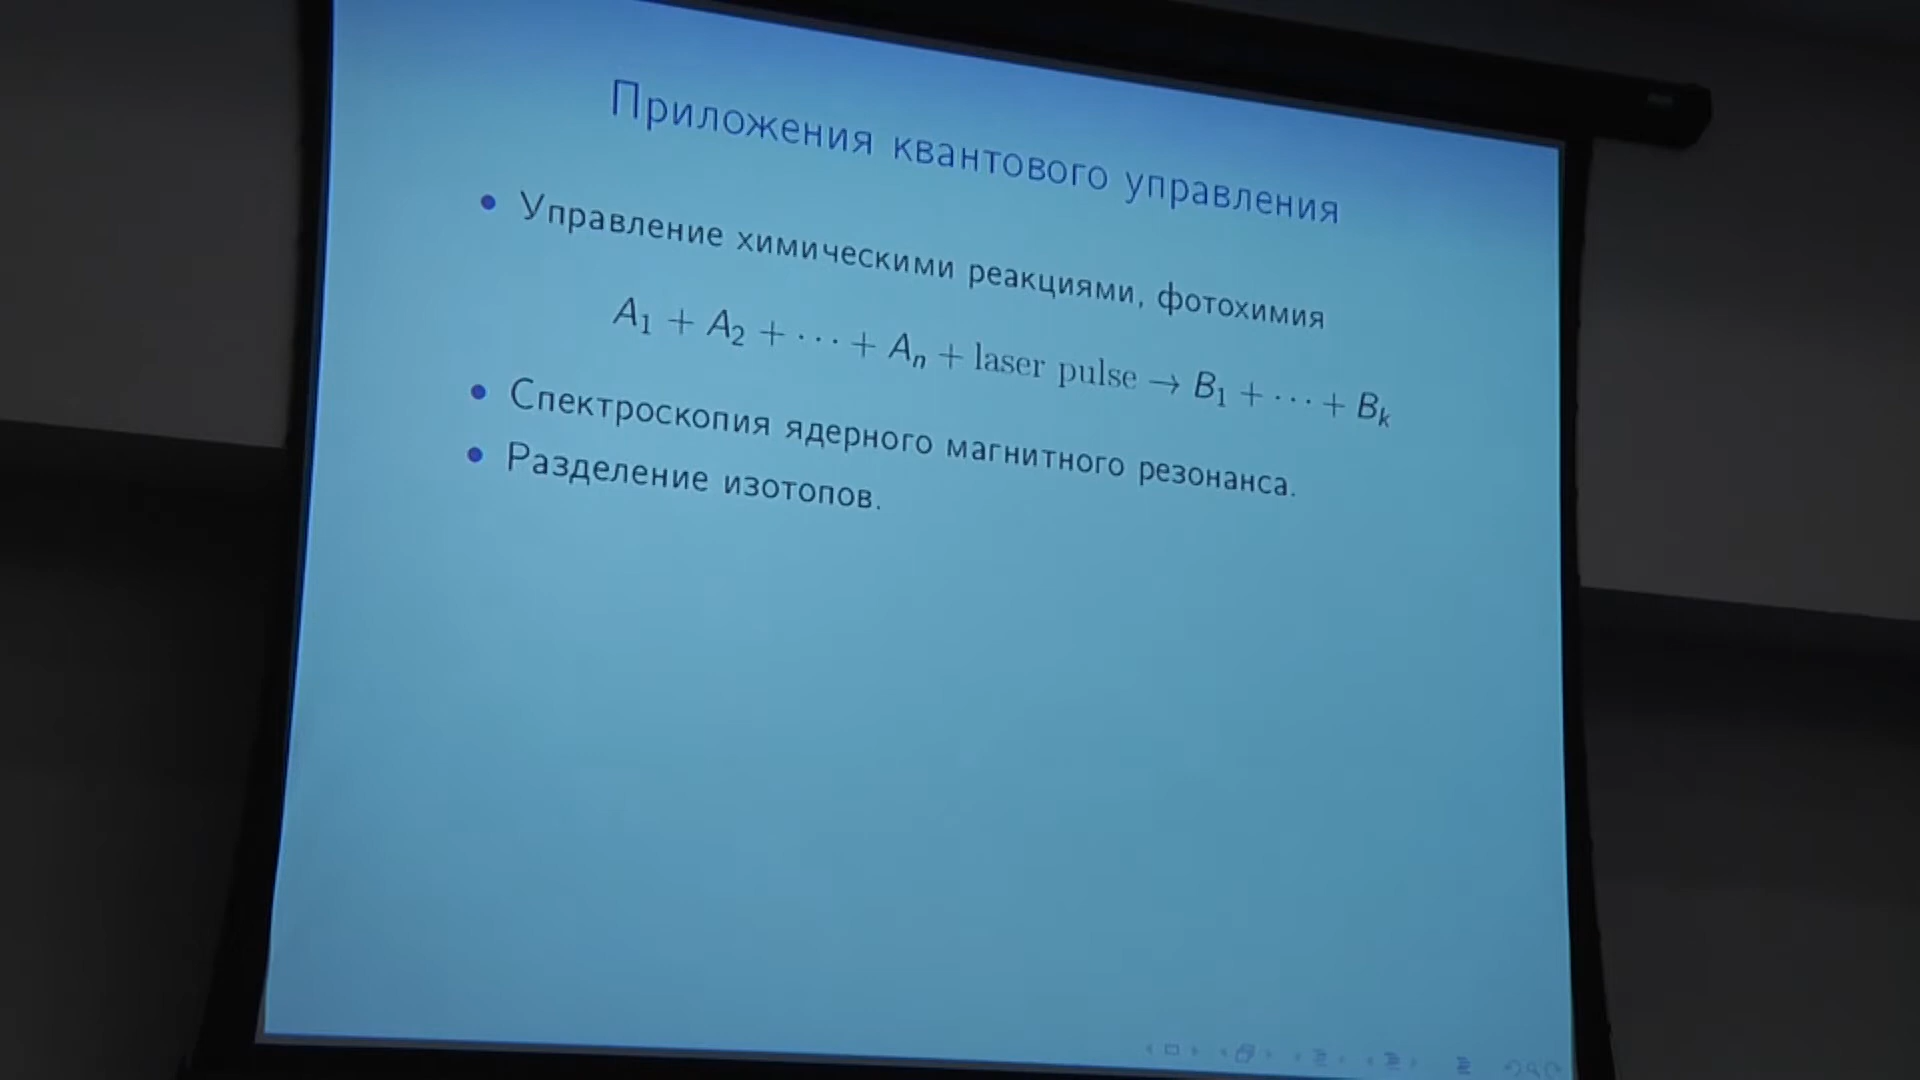 Приложения квантового управления
• Управление химическими реакциями, фотохимия
A₁ + A₂ + ··· + Aₙ + laser pulse → B₁ + ··· + Bₖ
• Спектроскопия ядерного магнитного резонанса.
• Разделение изотопов.